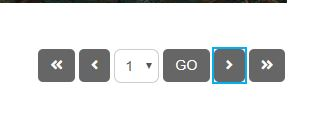 « ‹ 1 ▾ GO › »